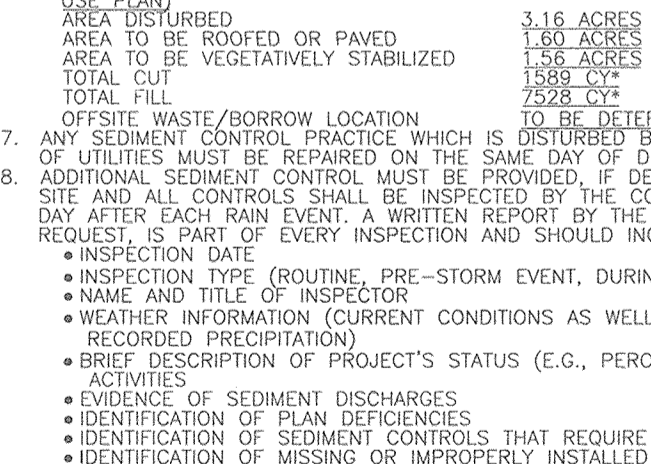 USE PLAN)
AREA DISTURBED 3.16 ACRES
AREA TO BE ROOFED OR PAVED 1.60 ACRES
AREA TO BE VEGETATIVELY STABILIZED 1.56 ACRES
TOTAL CUT 1589 CY*
TOTAL FILL 7528 CY*
OFFSITE WASTE/BORROW LOCATION TO BE DETER
7. ANY SEDIMENT CONTROL PRACTICE WHICH IS DISTURBED B
OF UTILITIES MUST BE REPAIRED ON THE SAME DAY OF D
8. ADDITIONAL SEDIMENT CONTROL MUST BE PROVIDED, IF DE
SITE AND ALL CONTROLS SHALL BE INSPECTED BY THE CO
DAY AFTER EACH RAIN EVENT. A WRITTEN REPORT BY THE
REQUEST, IS PART OF EVERY INSPECTION AND SHOULD INC
• INSPECTION DATE
• INSPECTION TYPE (ROUTINE, PRE-STORM EVENT, DURIN
• NAME AND TITLE OF INSPECTOR
• WEATHER INFORMATION (CURRENT CONDITIONS AS WELL
RECORDED PRECIPITATION)
• BRIEF DESCRIPTION OF PROJECT'S STATUS (E.G., PERC
ACTIVITIES
• EVIDENCE OF SEDIMENT DISCHARGES
• IDENTIFICATION OF PLAN DEFICIENCIES
• IDENTIFICATION OF SEDIMENT CONTROLS THAT REQUIRE
• IDENTIFICATION OF MISSING OR IMPROPERLY INSTALLED